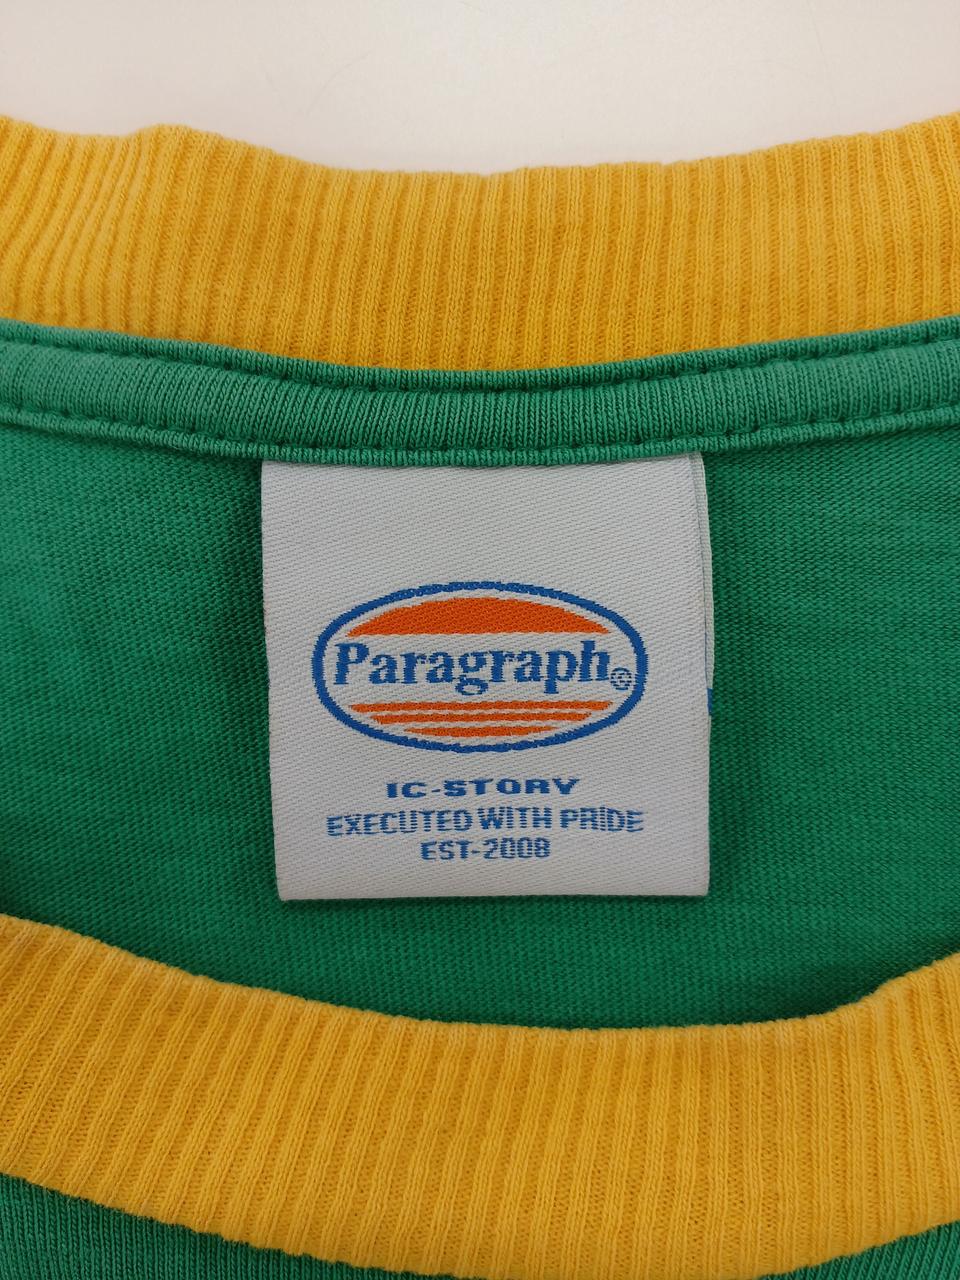 Paragraph©
IC-STORY
EXECUTED WITH PRIDE
EST-2008